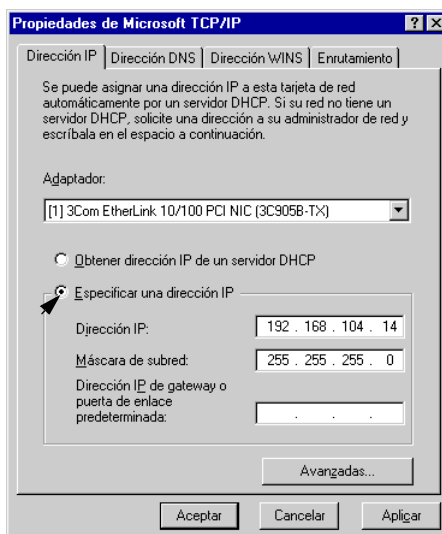 Propiedades de Microsoft TCP/IP
Dirección IP
Dirección DNS
Dirección WINS
Enrutamiento
Se puede asignar una dirección IP a esta tarjeta de red
automáticamente por un servidor DHCP. Si su red no tiene un
servidor DHCP, solicite una dirección a su administrador de red y
escríbala en el espacio a continuación.
Adaptador:
[1] 3Com EtherLink 10/100 PCI NIC (3C905B-TX)
Obtener dirección IP de un servidor DHCP
Especificar una dirección IP
Dirección IP: 192 . 168 . 104 . 14
Máscara de subred: 255 . 255 . 255 . 0
Dirección IP de gateway o
puerta de enlace
predeterminada: . . .
Avanzadas...
Aceptar
Cancelar
Aplicar